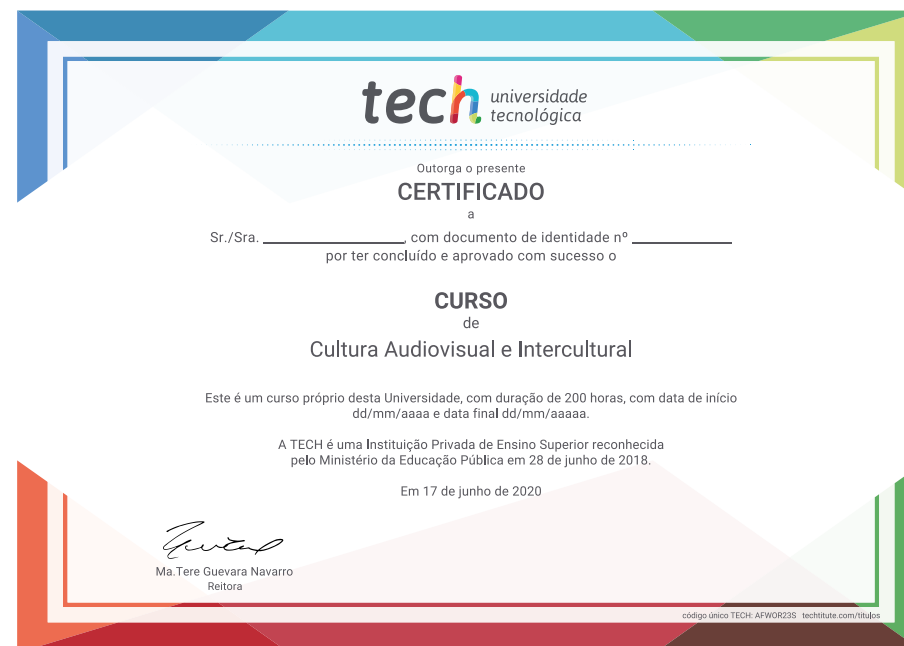 tech universidade
tecnológica
Outorga o presente
CERTIFICADO
a
Sr./Sra. ________________, com documento de identidade nº ___________
por ter concluído e aprovado com sucesso o
CURSO
de
Cultura Audiovisual e Intercultural
Este é um curso próprio desta Universidade, com duração de 200 horas, com data de início
dd/mm/aaaa e data final dd/mm/aaaaa.
A TECH é uma Instituição Privada de Ensino Superior reconhecida
pelo Ministério da Educação Pública em 28 de junho de 2018.
Em 17 de junho de 2020
Ma.Tere Guevara Navarro
Reitora
código único TECH: AFWOR23S techtitute.com/titulos